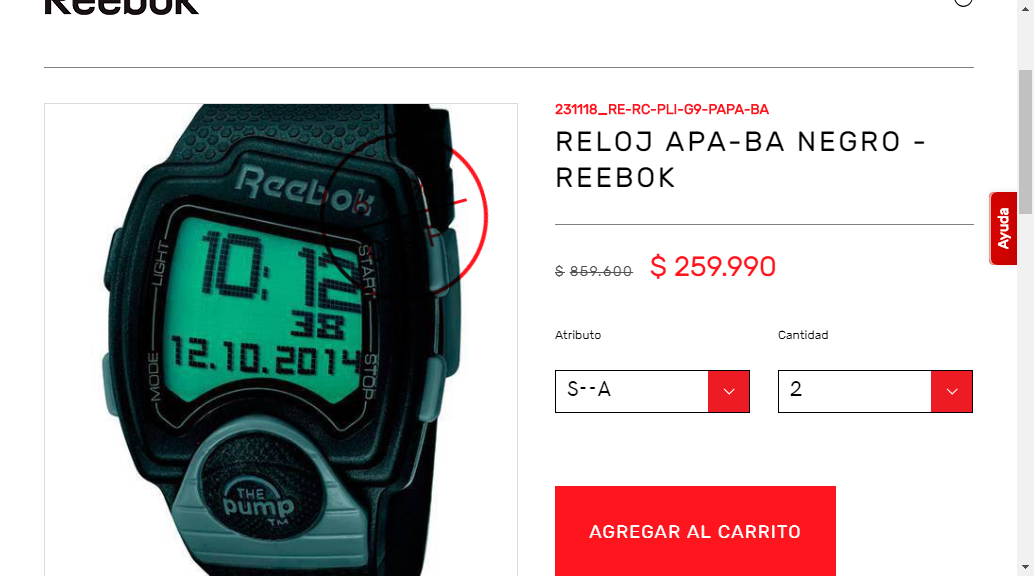 Reebok
231118_RE-RC-PLI-G9-PAPA-BA
RELOJ APA-BA NEGRO -
REEBOK
$ 859.600 $ 259.990
Atributo Cantidad
S--A 2
AGREGAR AL CARRITO
Ayuda
Reebok
LIGHT
START
10:12
38
12.10.2014
MODE
STOP
THE
pump
TM